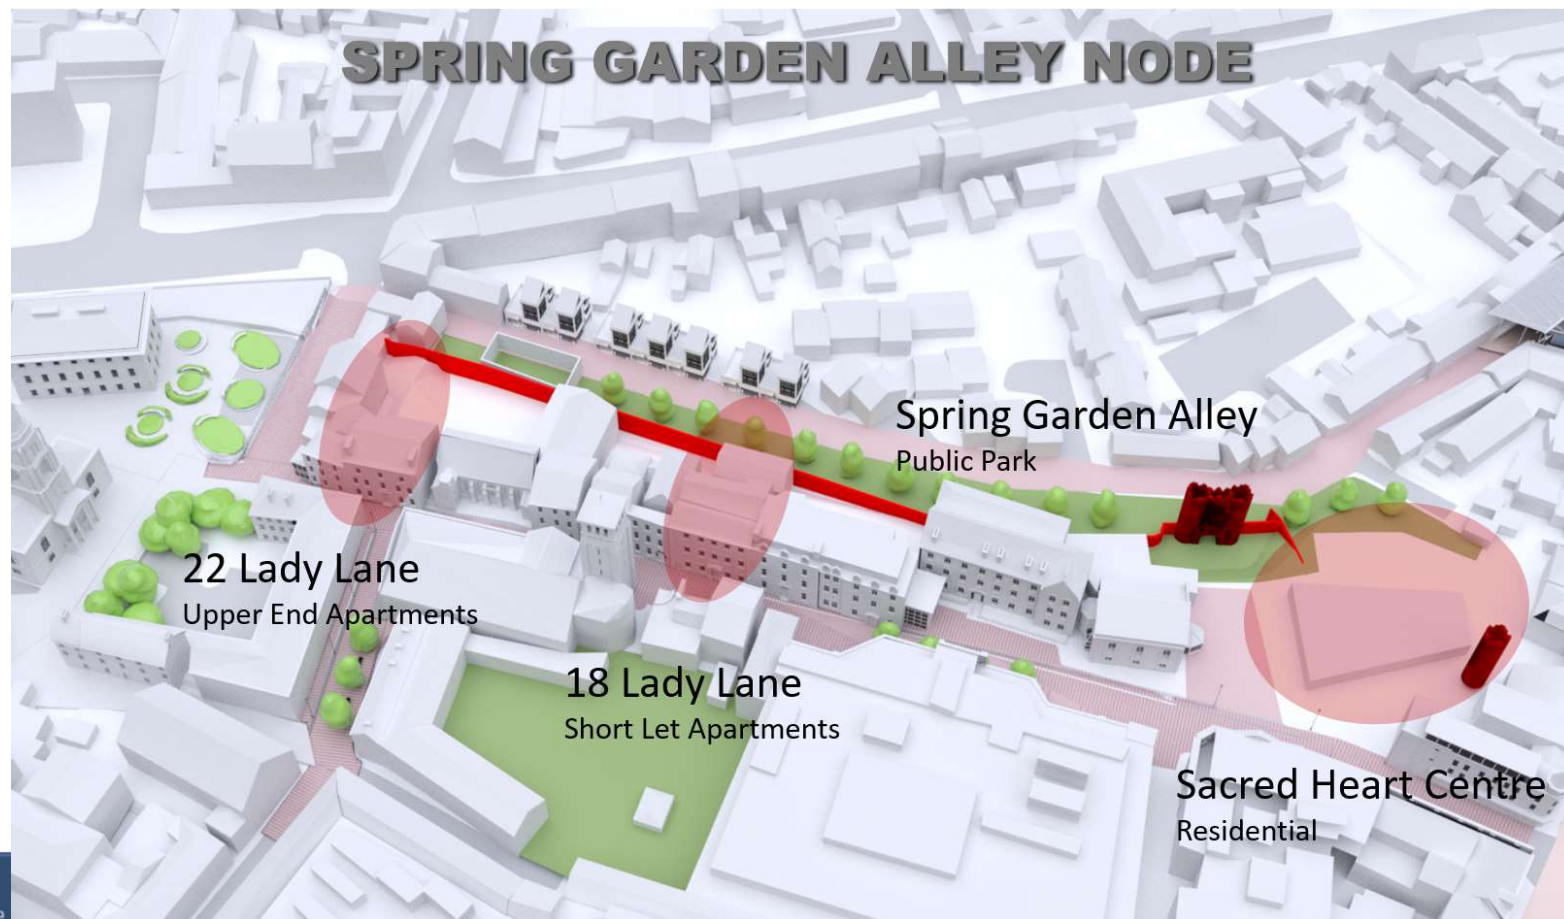 SPRING GARDEN ALLEY NODE
Spring Garden Alley
Public Park
22 Lady Lane
Upper End Apartments
18 Lady Lane
Short Let Apartments
Sacred Heart Centre
Residential